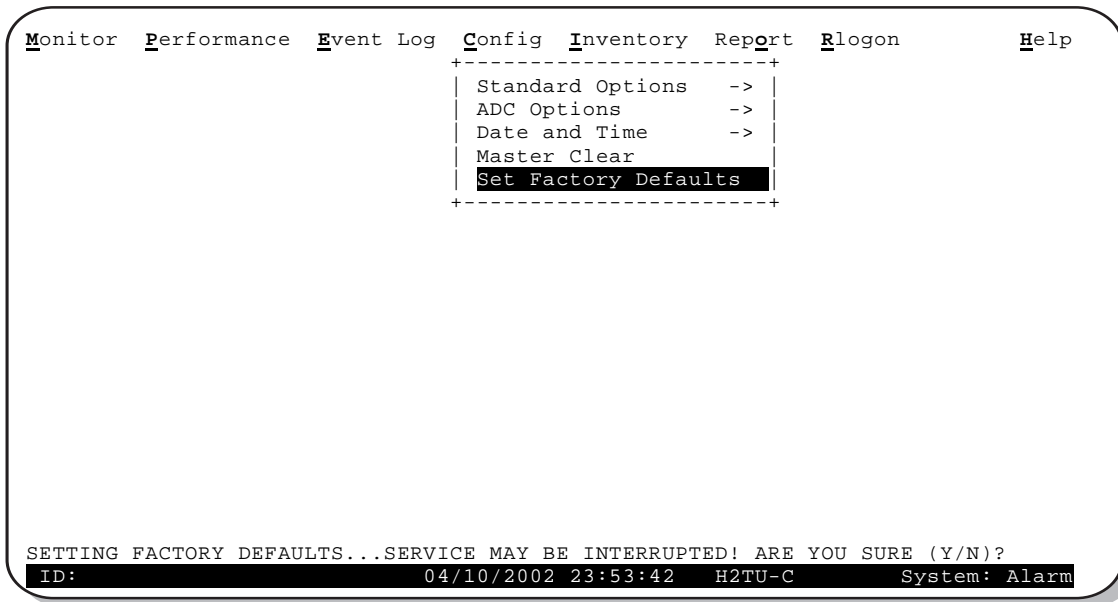 Monitor Performance Event Log Config Inventory Report Rlogon Help
+-----------------------+
| Standard Options -> |
| ADC Options -> |
| Date and Time -> |
| Master Clear |
| Set Factory Defaults |
+-----------------------+
SETTING FACTORY DEFAULTS...SERVICE MAY BE INTERRUPTED! ARE YOU SURE (Y/N)?
ID: 04/10/2002 23:53:42 H2TU-C System: Alarm